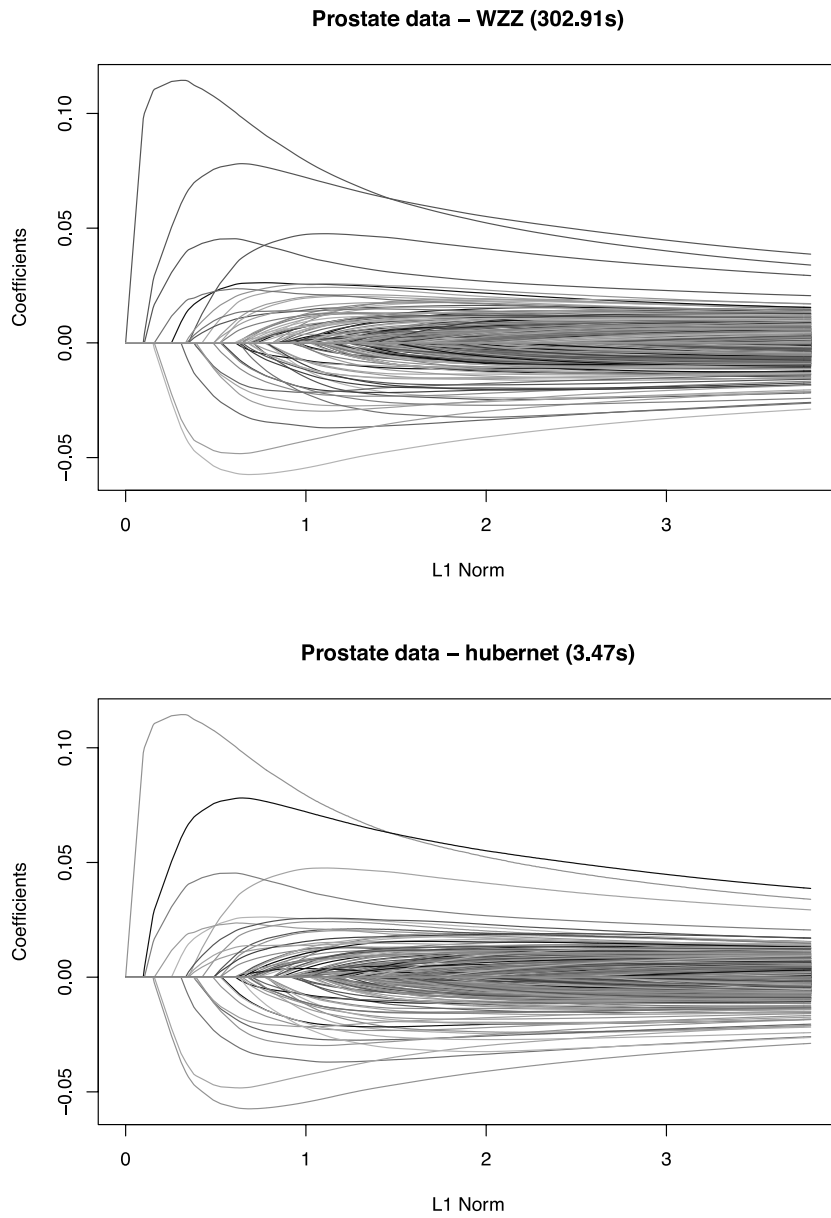 Prostate data – WZZ (302.91s)
0.10
0.05
0.00
−0.05
Coefficients
0 1 2 3
L1 Norm
Prostate data – hubernet (3.47s)
0.10
0.05
0.00
−0.05
Coefficients
0 1 2 3
L1 Norm